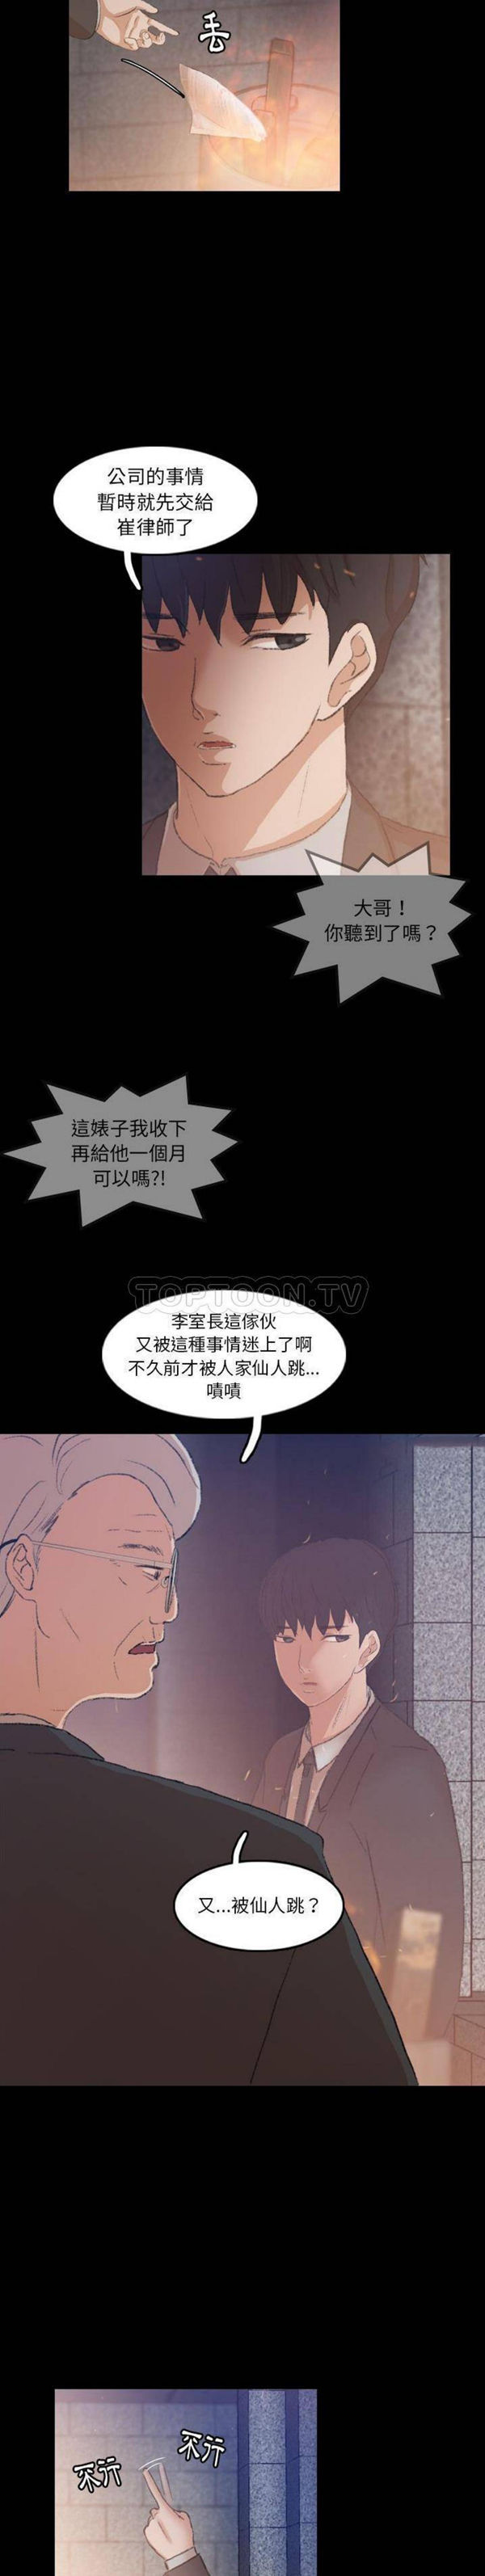 丟
公司的事情
暫時就先交給
崔律師了
大哥！
你聽到了嗎？
這婊子我收下
再給他一個月
可以嗎?!
TOPTOON.TV
李室長這傢伙
又被這種事情迷上了啊
不久前才被人家仙人跳...
嘖嘖
又...被仙人跳？
不行
不行